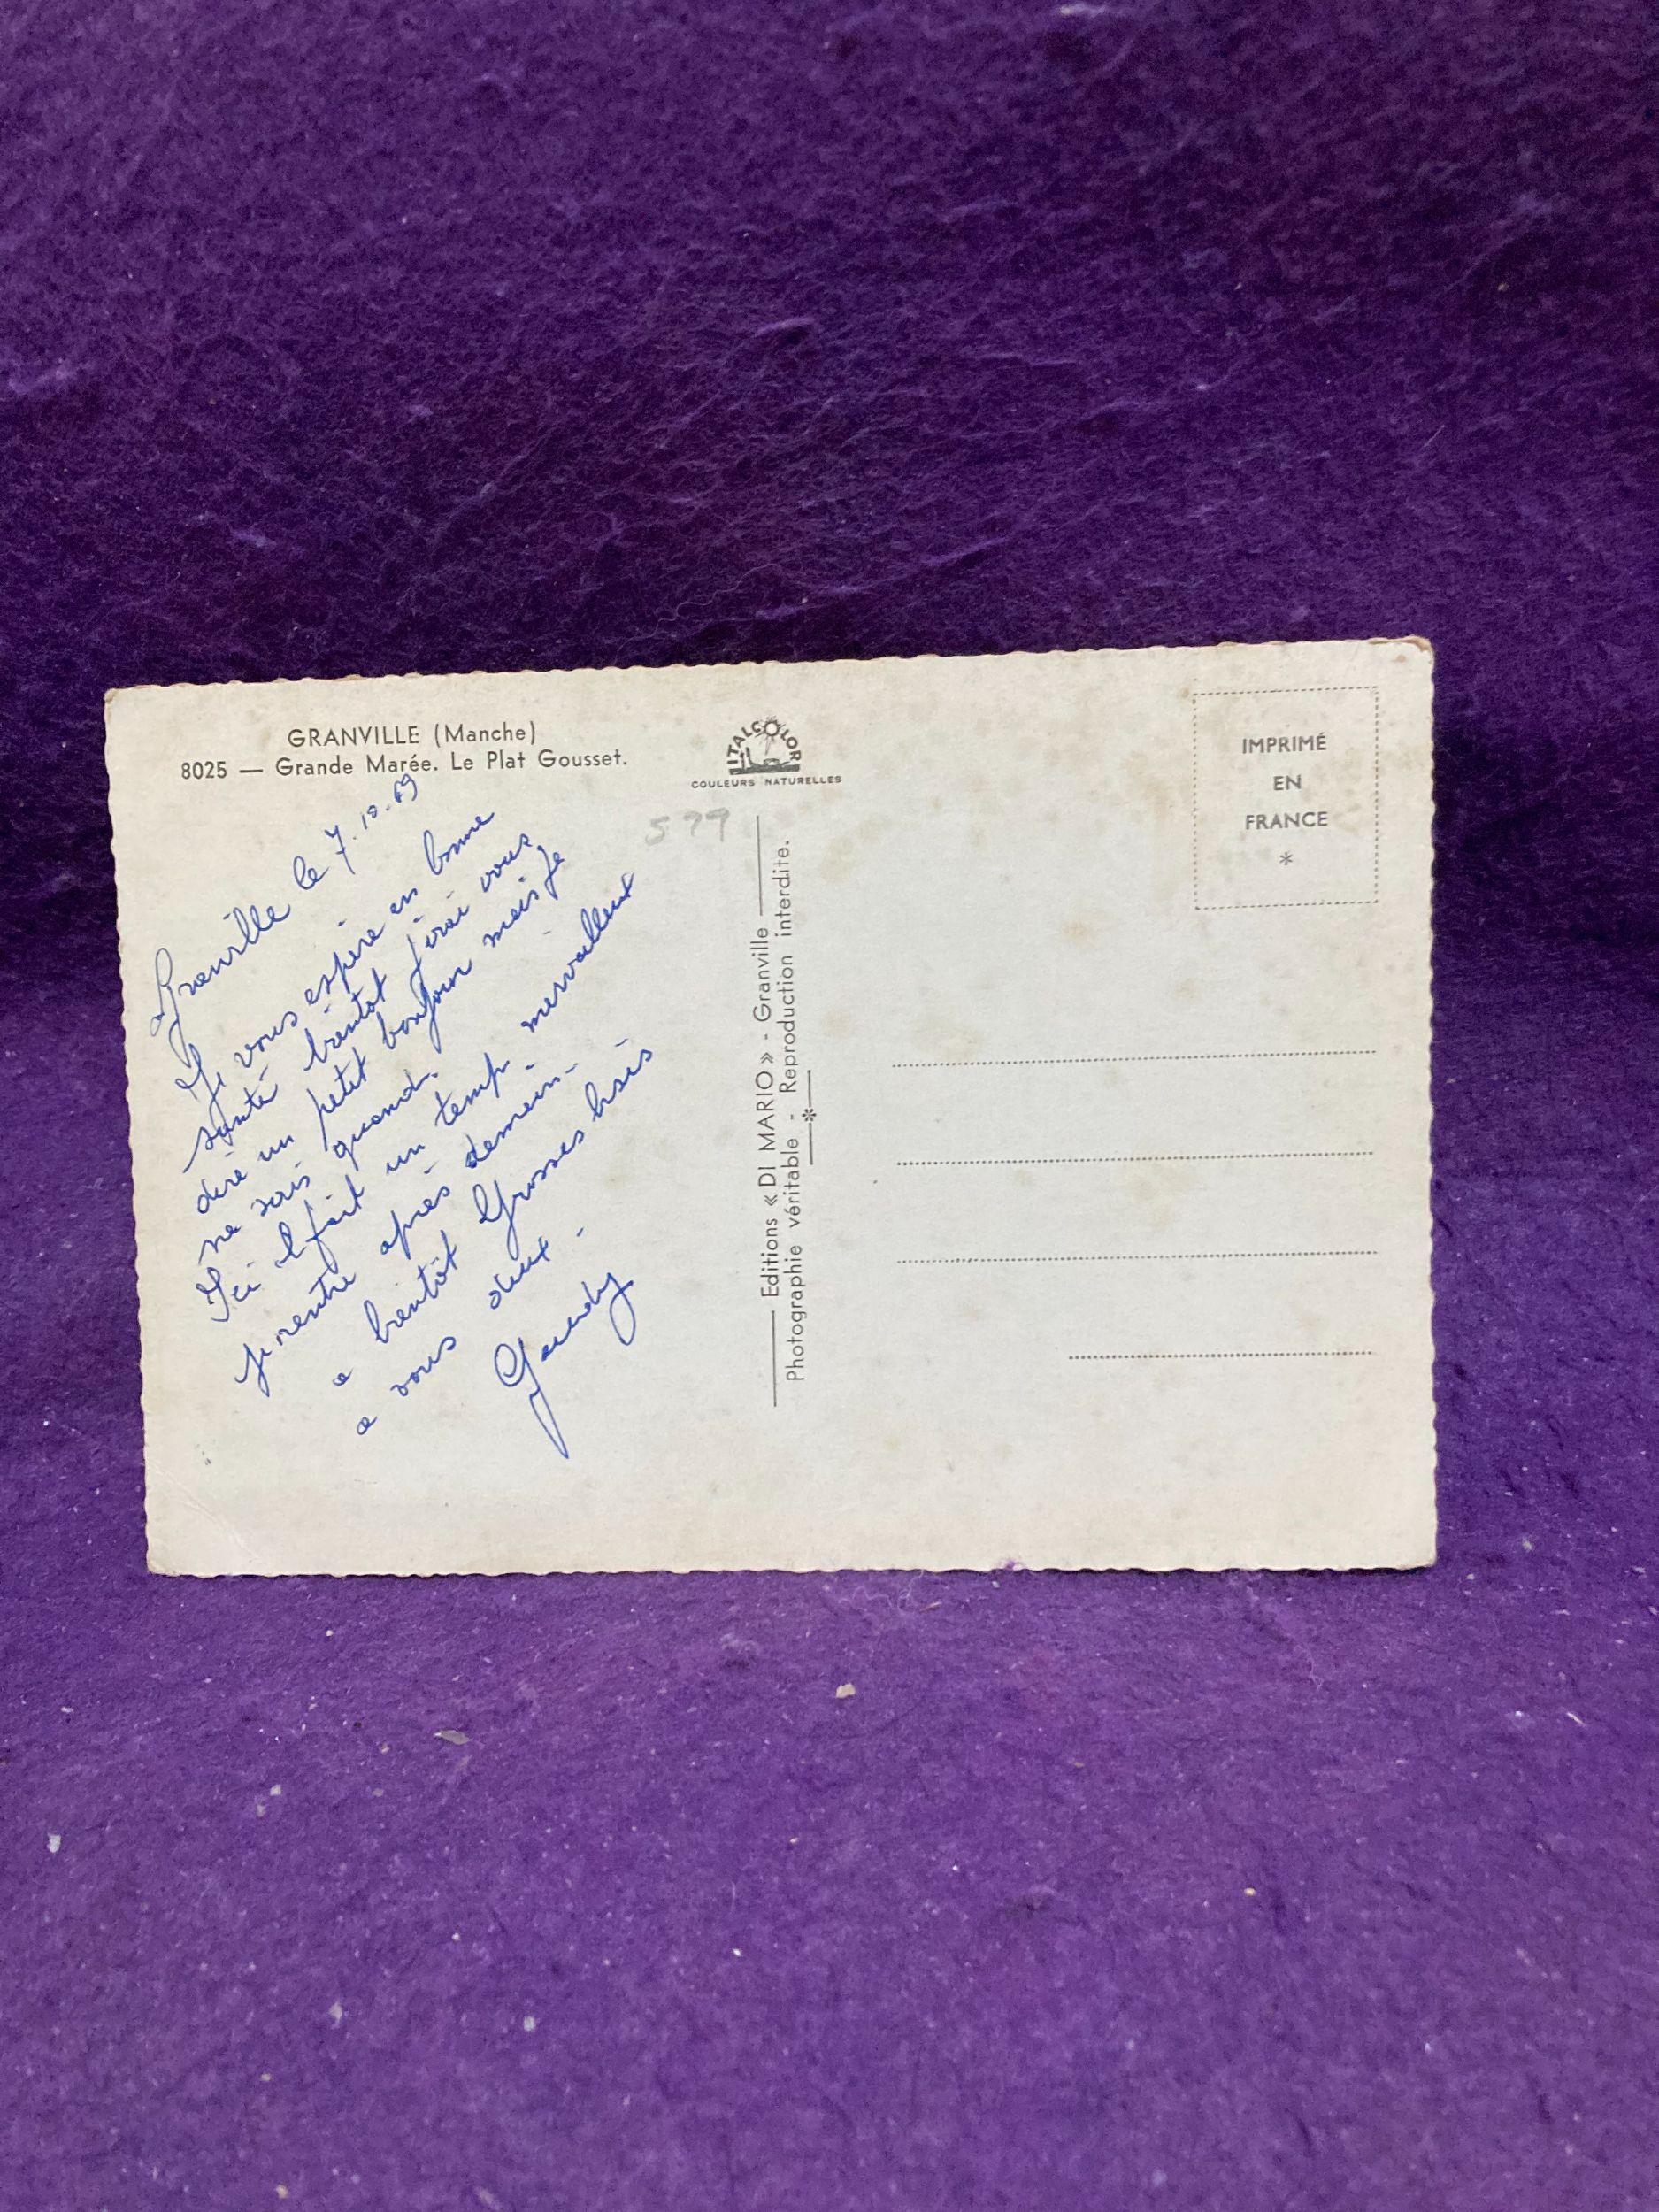 GRANVILLE (Manche)
8025 — Grande Marée. Le Plat Gousset.
ITALCOLOR
COULEURS NATURELLES
579
IMPRIMÉ
EN
FRANCE
*
Granville le 7.10.69
Je vous espère en bonne
santé bientôt j'irai vous
dire un petit bonjour mais je
ne sais quand.
Ici il fait un temp merveilleux
je rentre après demain-
a bientôt Grosses bises
a vous deux -
Editions « DI MARIO » - Granville
Photographie véritable - Reproduction interdite.
*